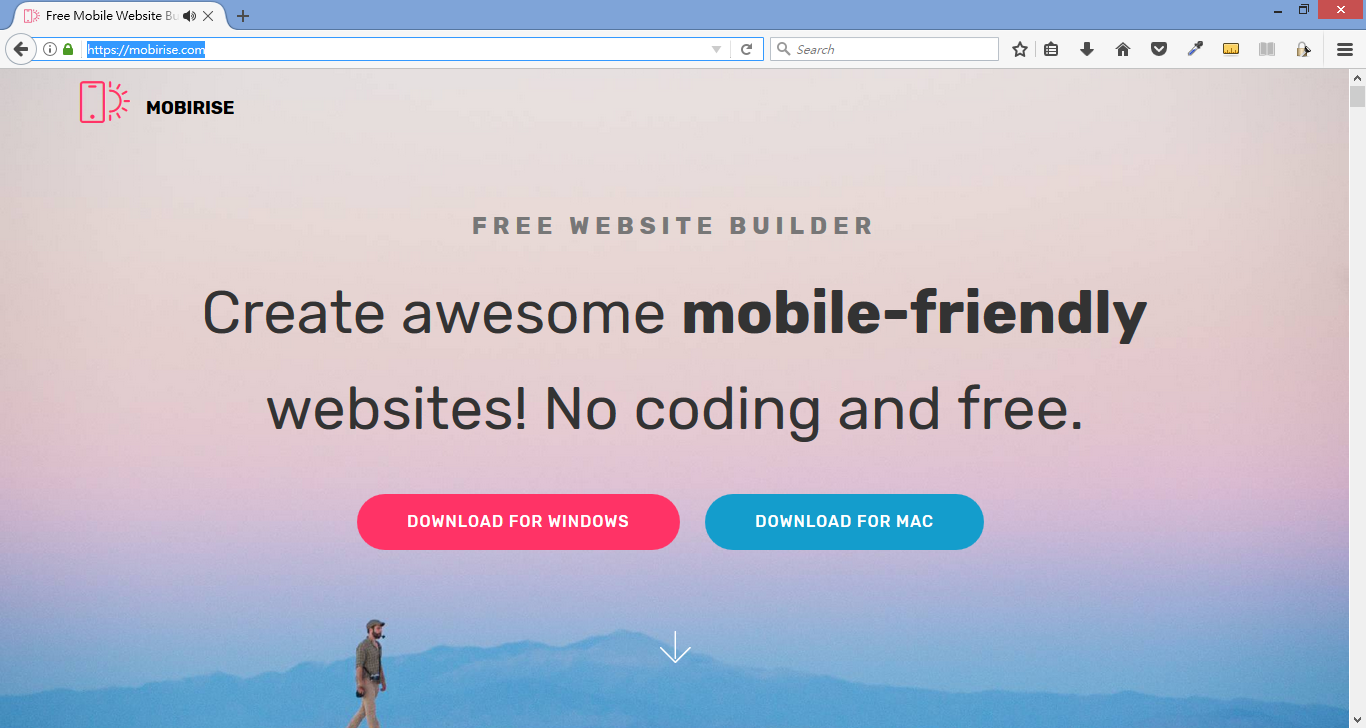 Free Mobile Website Bu
https://mobirise.com
Search
MOBIRISE
FREE WEBSITE BUILDER
Create awesome mobile-friendly
websites! No coding and free.
DOWNLOAD FOR WINDOWS
DOWNLOAD FOR MAC